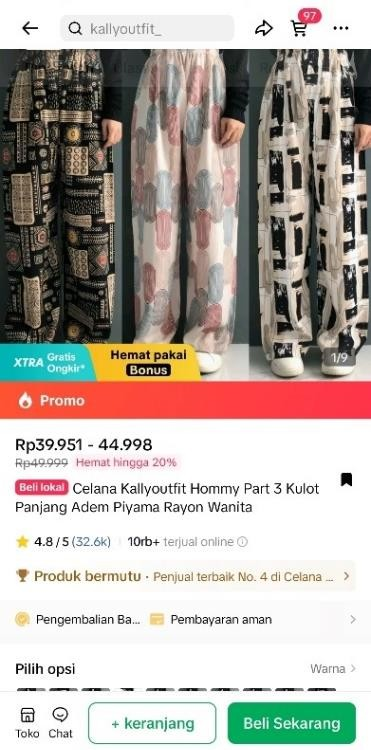 kallyoutfit_
97
XTRA Gratis Ongkir*
Hemat pakai Bonus
1/9
Promo
Rp39.951 - 44.998
Rp49.999 Hemat hingga 20%
Beli lokal Celana Kallyoutfit Hommy Part 3 Kulot
Panjang Adem Piyama Rayon Wanita
4.8 / 5 (32.6k) 10rb+ terjual online
Produk bermutu · Penjual terbaik No. 4 di Celana ...
Pengembalian Ba... Pembayaran aman
Pilih opsi Warna
Toko Chat + keranjang Beli Sekarang